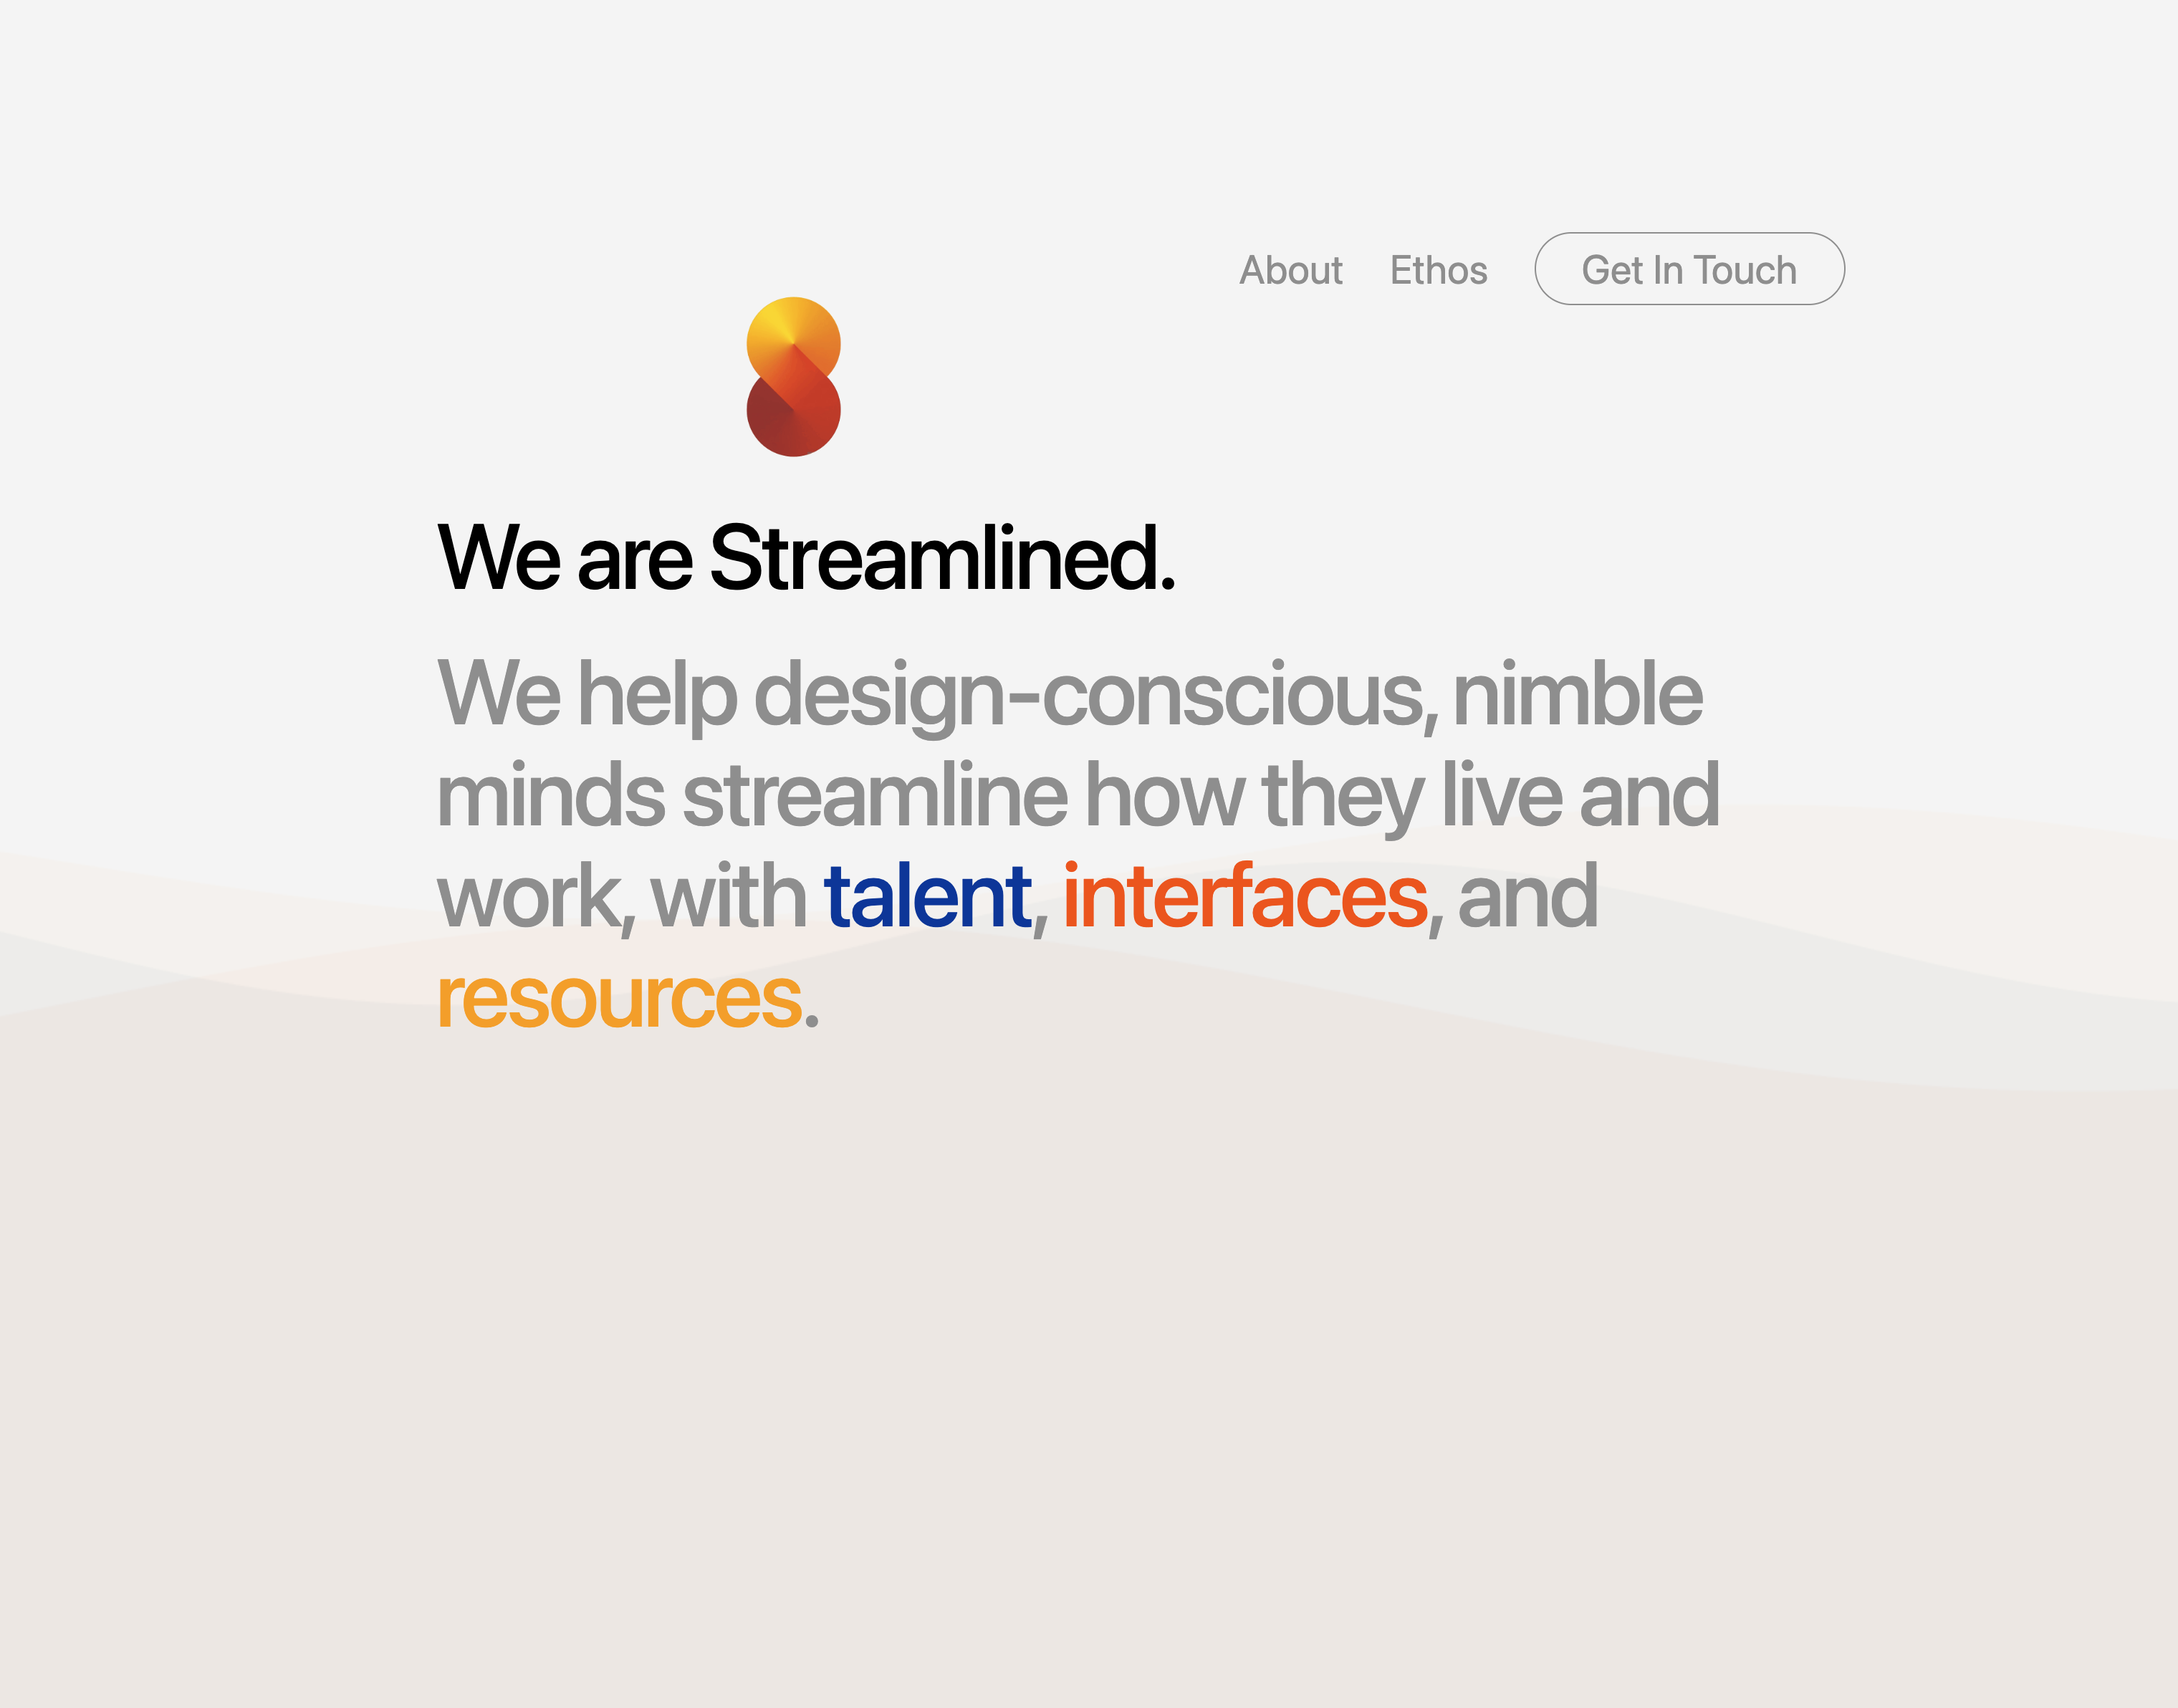 About Ethos Get In Touch
We are Streamlined.
We help design-conscious, nimble
minds streamline how they live and
work, with talent, interfaces, and
resources.